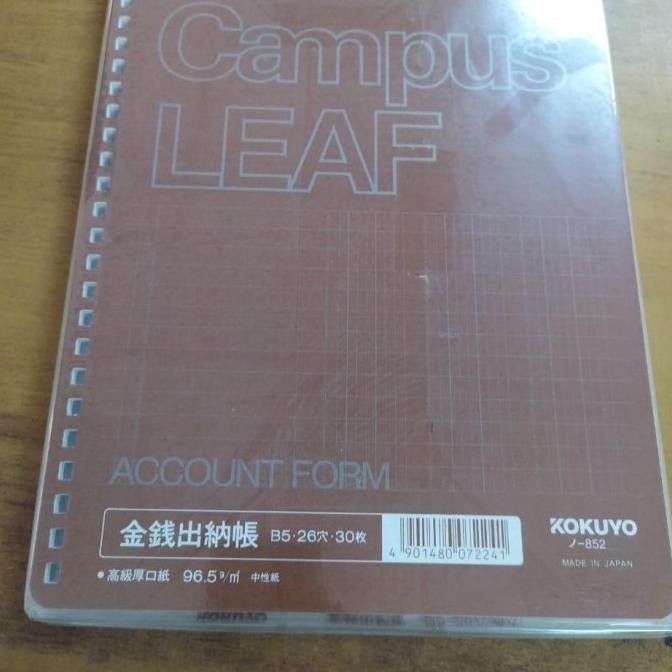 Campus
LEAF
ACCOUNT FORM
金銭出納帳 B5・26穴・30枚
4 901480 072241
KOKUYO
ノ-852
MADE IN JAPAN
•高級厚口紙 96.5g/㎡ 中性紙
KOKUYO